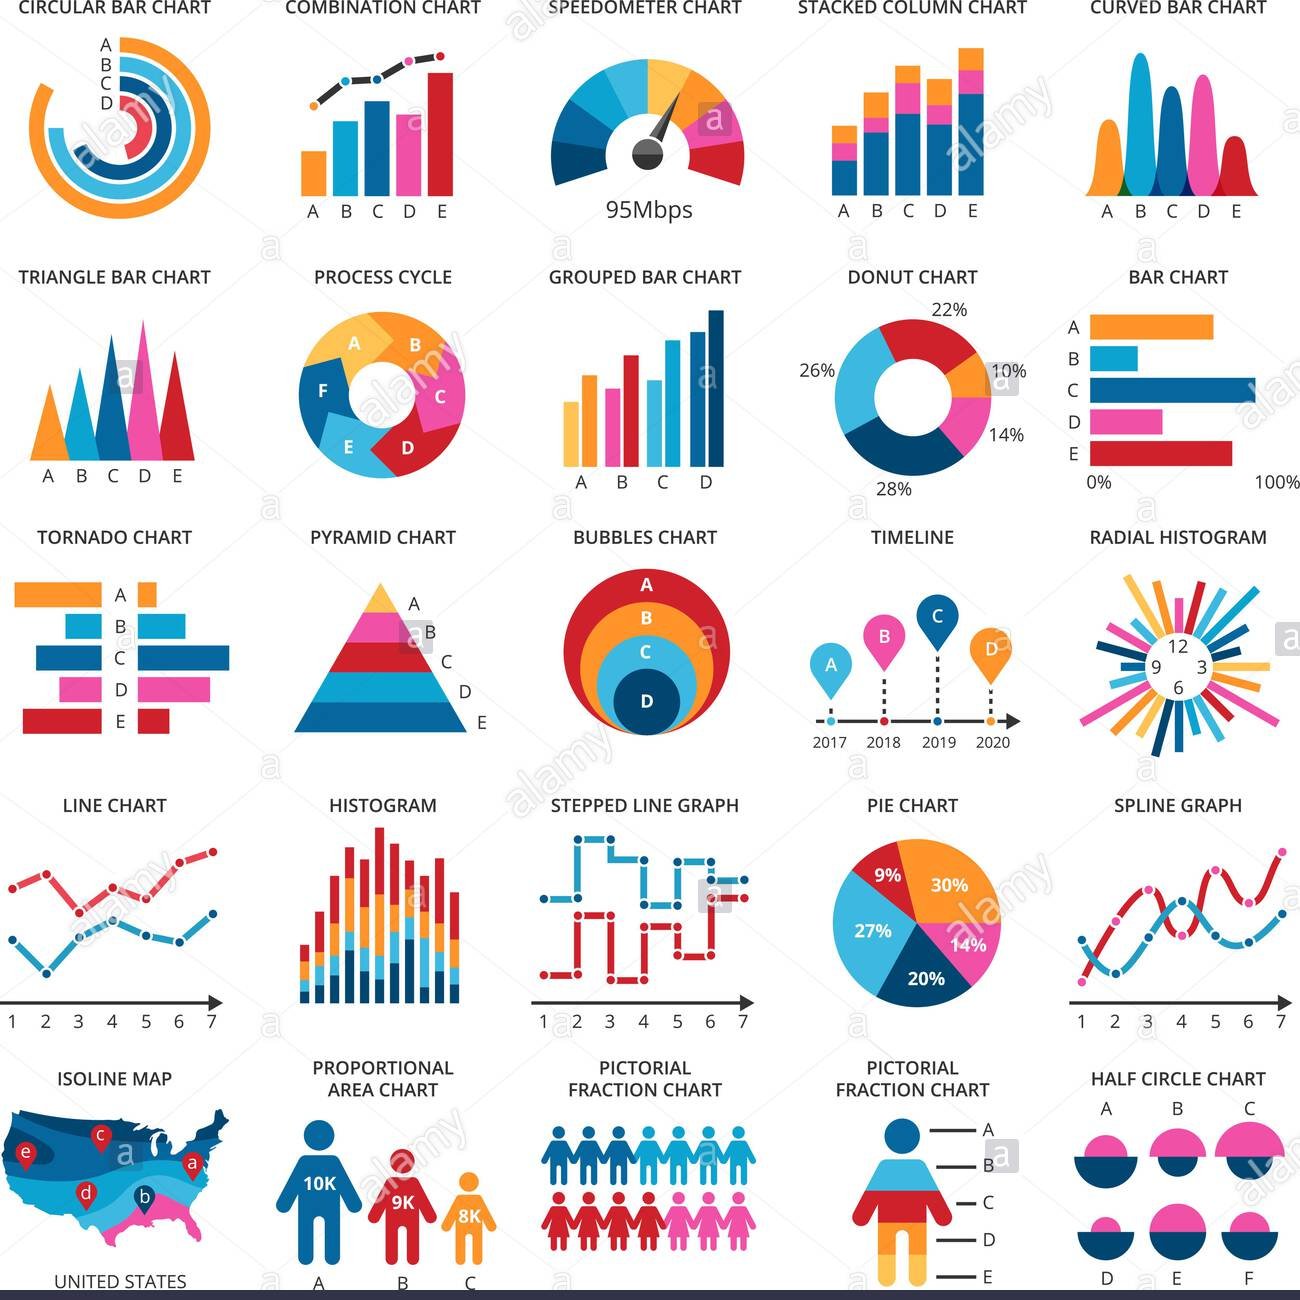 CIRCULAR BAR CHART
A
B
C
D
COMBINATION CHART
A B C D E
SPEEDOMETER CHART
95Mbps
STACKED COLUMN CHART
A B C D E
CURVED BAR CHART
A B C D E
TRIANGLE BAR CHART
A B C D E
PROCESS CYCLE
A
B
C
D
E
F
GROUPED BAR CHART
A B C D
DONUT CHART
22%
10%
14%
28%
26%
BAR CHART
A
B
C
D
E
0% 100%
TORNADO CHART
A
B
C
D
E
PYRAMID CHART
A
B
C
D
E
BUBBLES CHART
A
B
C
D
TIMELINE
A
B
C
D
2017 2018 2019 2020
RADIAL HISTOGRAM
12
9 3
6
LINE CHART
1 2 3 4 5 6 7
HISTOGRAM
STEPPED LINE GRAPH
1 2 3 4 5 6 7
PIE CHART
9%
30%
27%
14%
20%
SPLINE GRAPH
1 2 3 4 5 6 7
ISOLINE MAP
e
c
a
d
b
UNITED STATES
PROPORTIONAL
AREA CHART
10K
9K
8K
A B C
PICTORIAL
FRACTION CHART
PICTORIAL
FRACTION CHART
A
B
C
D
E
HALF CIRCLE CHART
A B C
D E F
alamy
a